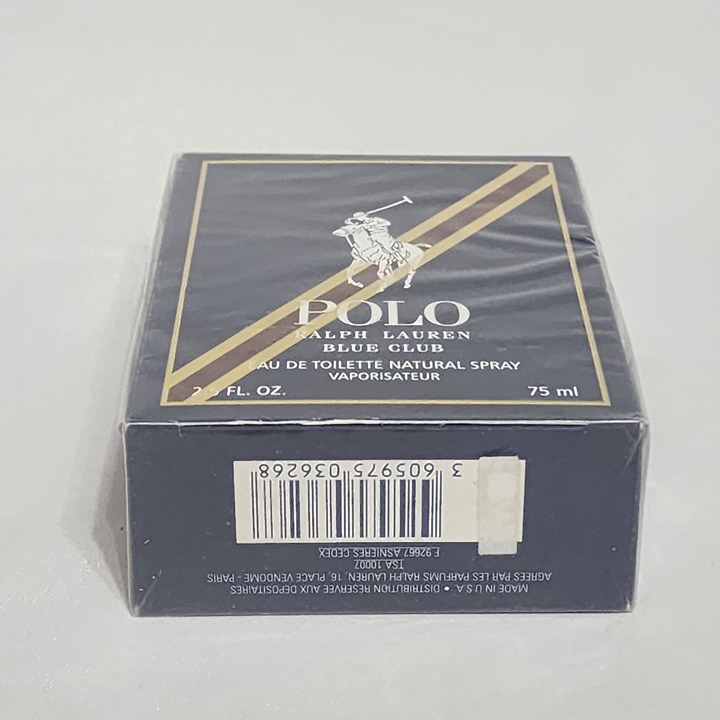 POLO
RALPH LAUREN
BLUE CLUB
EAU DE TOILETTE NATURAL SPRAY
VAPORISATEUR
2.5 FL. OZ. 75 ml
MADE IN U.S.A. • DISTRIBUTION RESERVEE AUX DEPOSITAIRES
AGREES PAR LES PARFUMS RALPH LAUREN, 16, PLACE VENDOME - PARIS
TSA 10007
F 92667 ASNIERES CEDEX
3 605975 036268